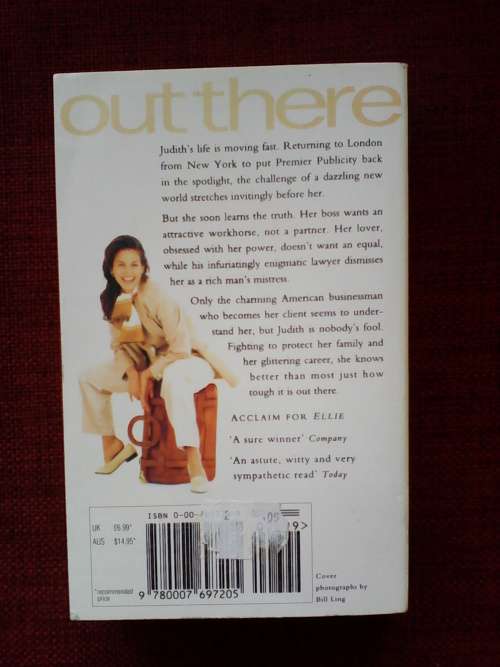 out there
Judith's life is moving fast. Returning to London
from New York to put Premier Publicity back
in the spotlight, the challenge of a dazzling new
world stretches invitingly before her.
But she soon learns the truth. Her boss wants an
attractive workhorse, not a partner. Her lover,
obsessed with her power, doesn't want an equal,
while his infuriatingly enigmatic lawyer dismisses
her as a rich man's mistress.
Only the charming American businessman
who becomes her client seems to under-
stand her, but Judith is nobody's fool.
Fighting to protect her family and
her glittering career, she knows
better than most just how
tough it is out there.
ACCLAIM FOR ELLIE
'A sure winner' Company
'An astute, witty and very
sympathetic read' Today
ISBN 0-00-
UK £6.99*
AUS $14.95*
*recommended
price
9 780007 697205
Cover
photographs by
Bill Ling